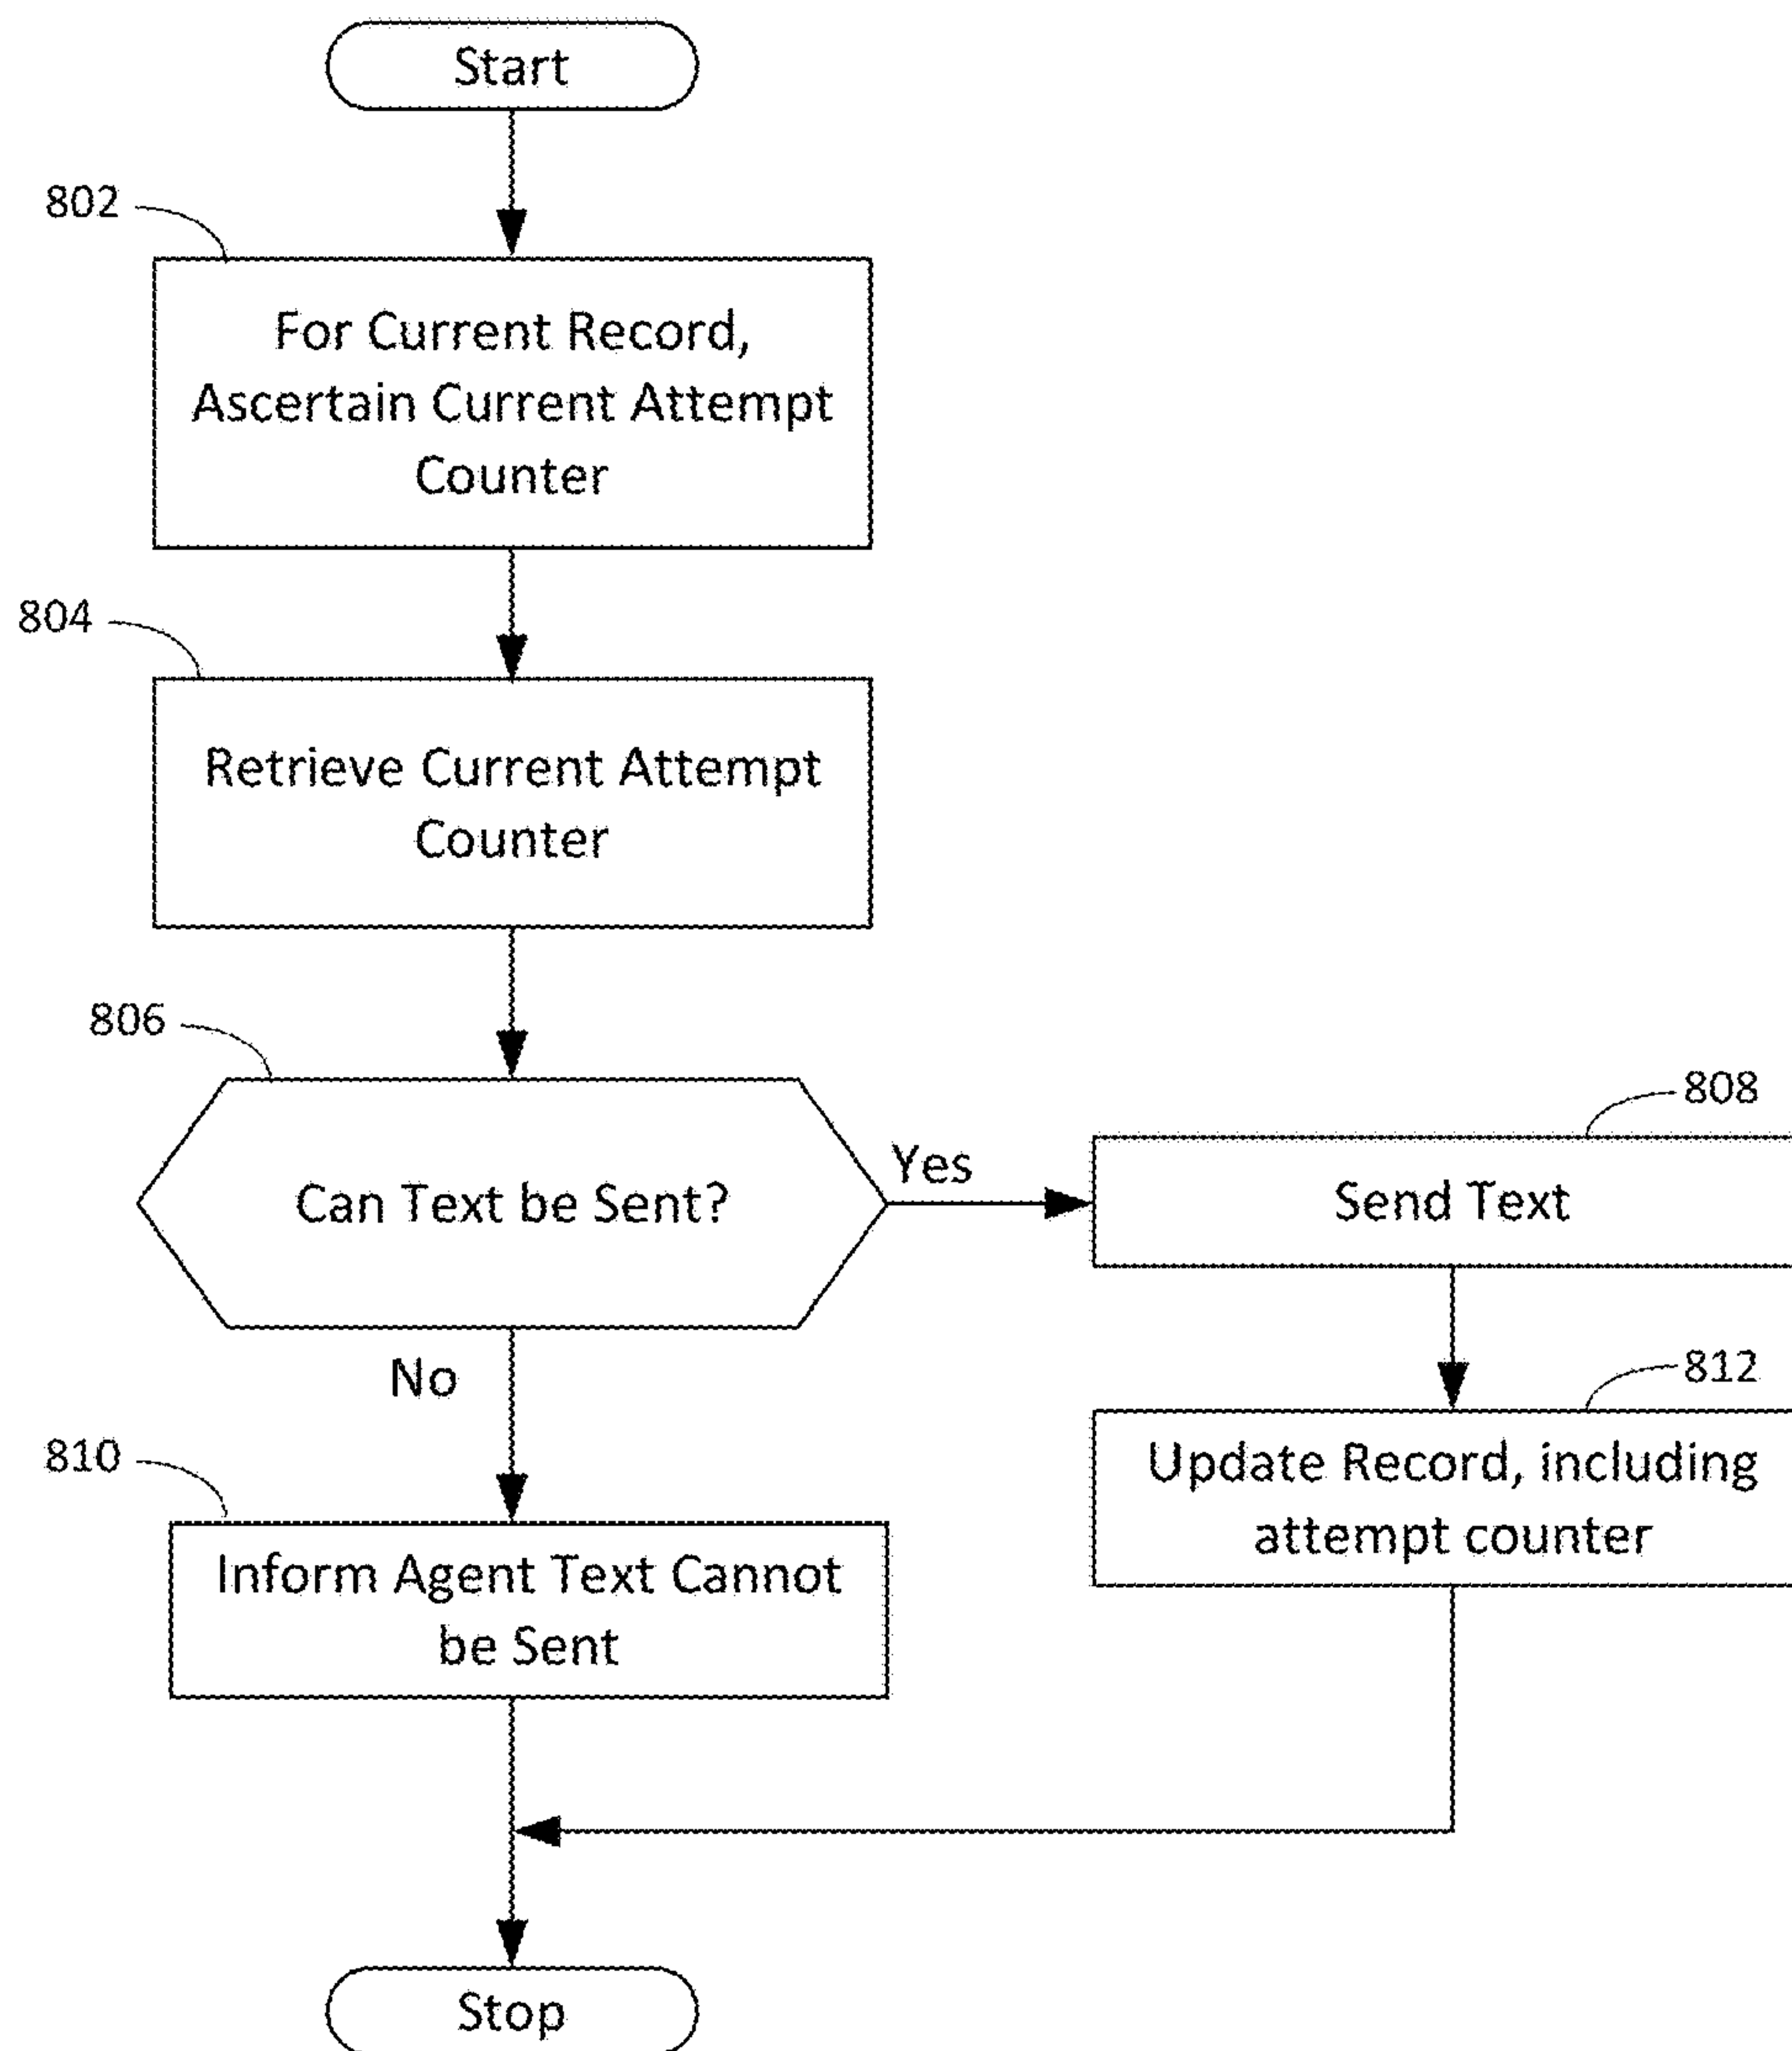 Start
802
For Current Record,
Ascertain Current Attempt
Counter
804
Retrieve Current Attempt
Counter
806
Can Text be Sent?
Yes
808
Send Text
No
812
Update Record, including
attempt counter
810
Inform Agent Text Cannot
be Sent
Stop